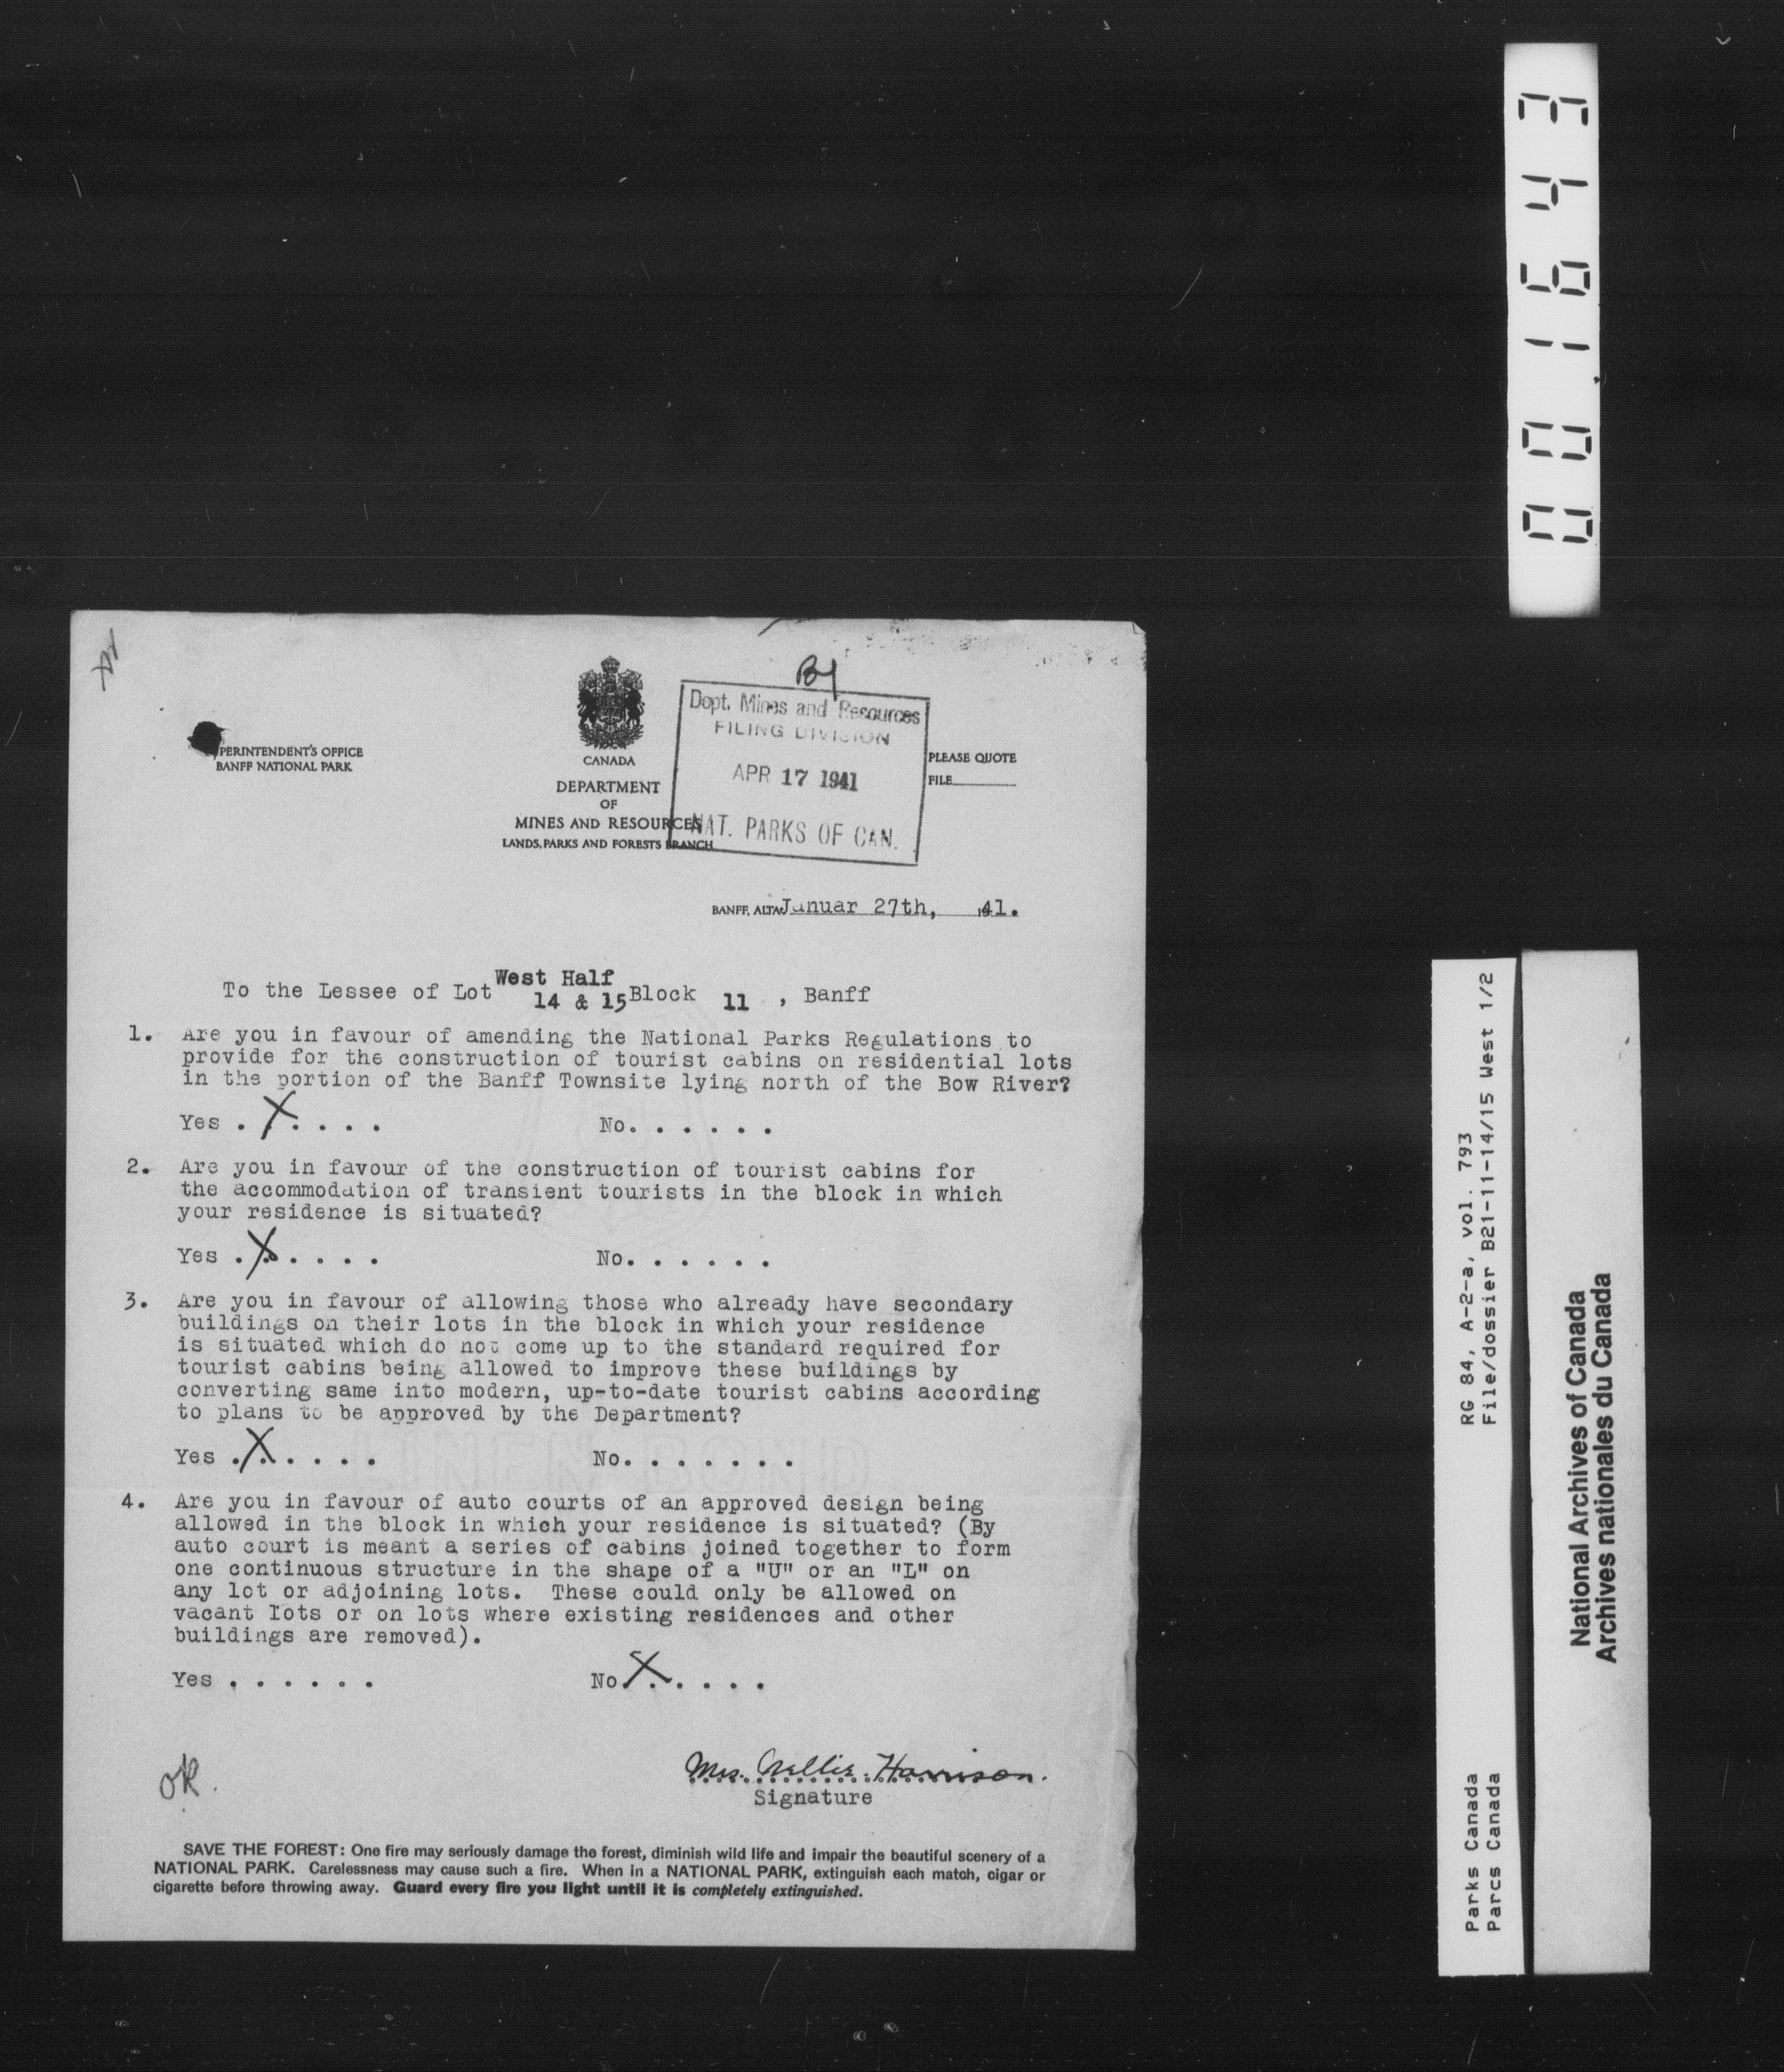 001643
By
Dept. Mines and Resources
FILING DIVISION
APR 17 1941
NAT. PARKS OF CAN.
PERINTENDENT'S OFFICE
BANFF NATIONAL PARK
CANADA
DEPARTMENT
OF
MINES AND RESOURCES
LANDS, PARKS AND FORESTS BRANCH
PLEASE QUOTE
FILE
BANFF, ALTA. Januar 27th, 1941.
West Half
To the Lessee of Lot 14 & 15 Block 11 , Banff
1. Are you in favour of amending the National Parks Regulations to
provide for the construction of tourist cabins on residential lots
in the portion of the Banff Townsite lying north of the Bow River?
Yes . X . . . . No. . . . . .
2. Are you in favour of the construction of tourist cabins for
the accommodation of transient tourists in the block in which
your residence is situated?
Yes . X . . . . No. . . . . .
3. Are you in favour of allowing those who already have secondary
buildings on their lots in the block in which your residence
is situated which do not come up to the standard required for
tourist cabins being allowed to improve these buildings by
converting same into modern, up-to-date tourist cabins according
to plans to be approved by the Department?
Yes . X . . . . No. . . . . . .
4. Are you in favour of auto courts of an approved design being
allowed in the block in which your residence is situated? (By
auto court is meant a series of cabins joined together to form
one continuous structure in the shape of a "U" or an "L" on
any lot or adjoining lots. These could only be allowed on
vacant lots or on lots where existing residences and other
buildings are removed).
Yes . . . . . . No X . . . . .
OK.
Mrs. Nellie Harrison.
Signature
SAVE THE FOREST: One fire may seriously damage the forest, diminish wild life and impair the beautiful scenery of a
NATIONAL PARK. Carelessness may cause such a fire. When in a NATIONAL PARK, extinguish each match, cigar or
cigarette before throwing away. Guard every fire you light until it is completely extinguished.
RG 84, A-2-a, vol. 793
File/dossier B21-11-14/15 West 1/2
Parks Canada
Parcs Canada
National Archives of Canada
Archives nationales du Canada